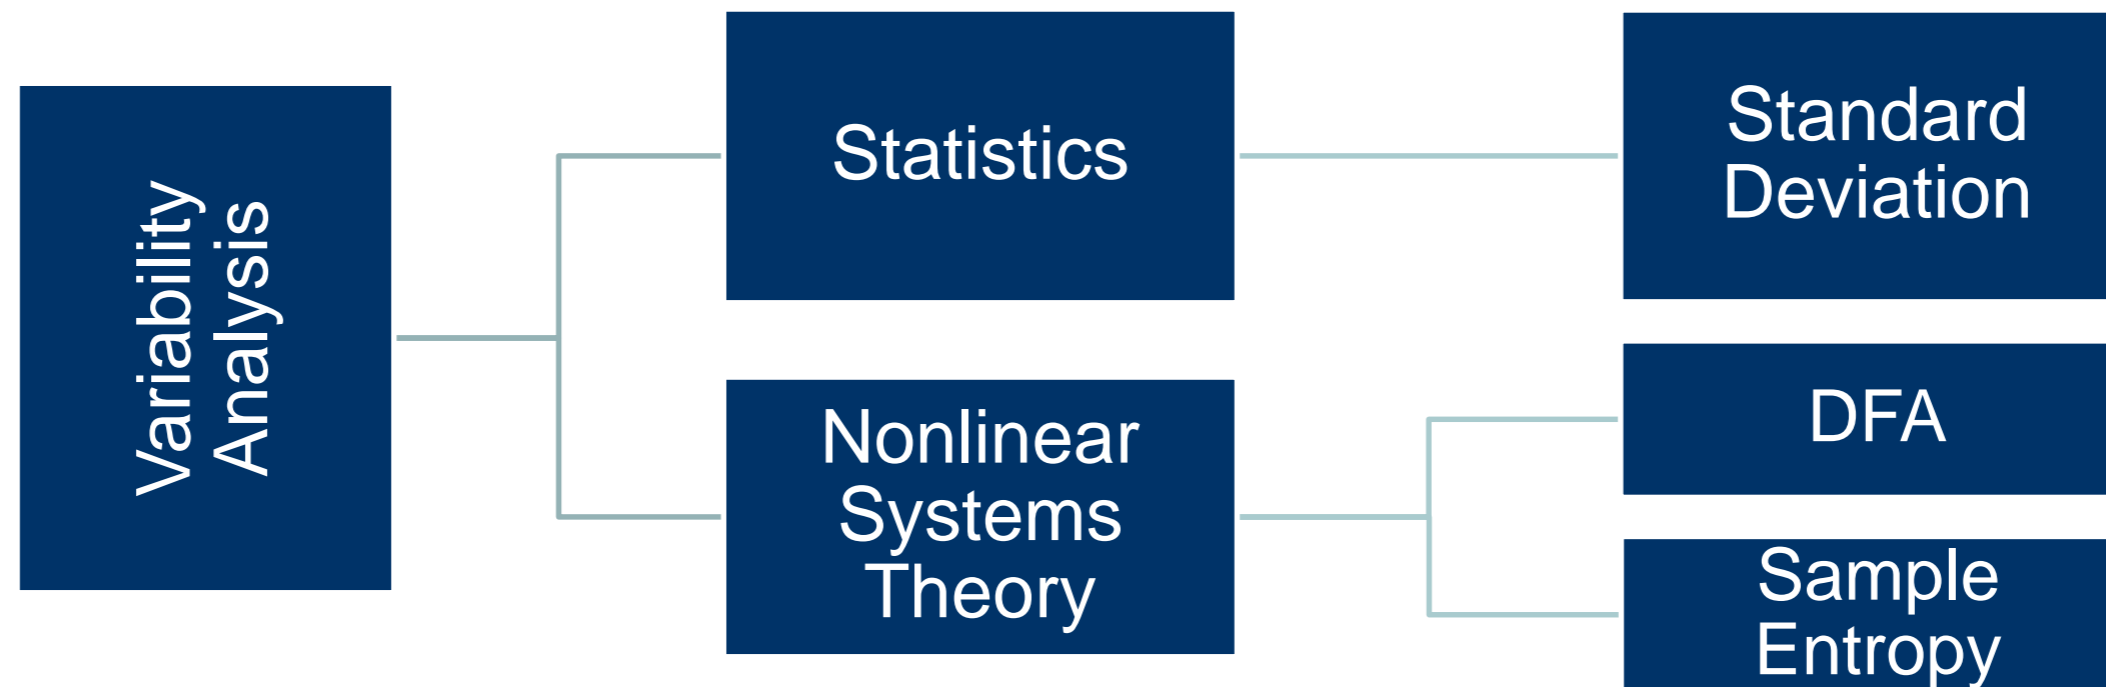 Variability
Analysis
Statistics
Standard
Deviation
Nonlinear
Systems
Theory
DFA
Sample
Entropy